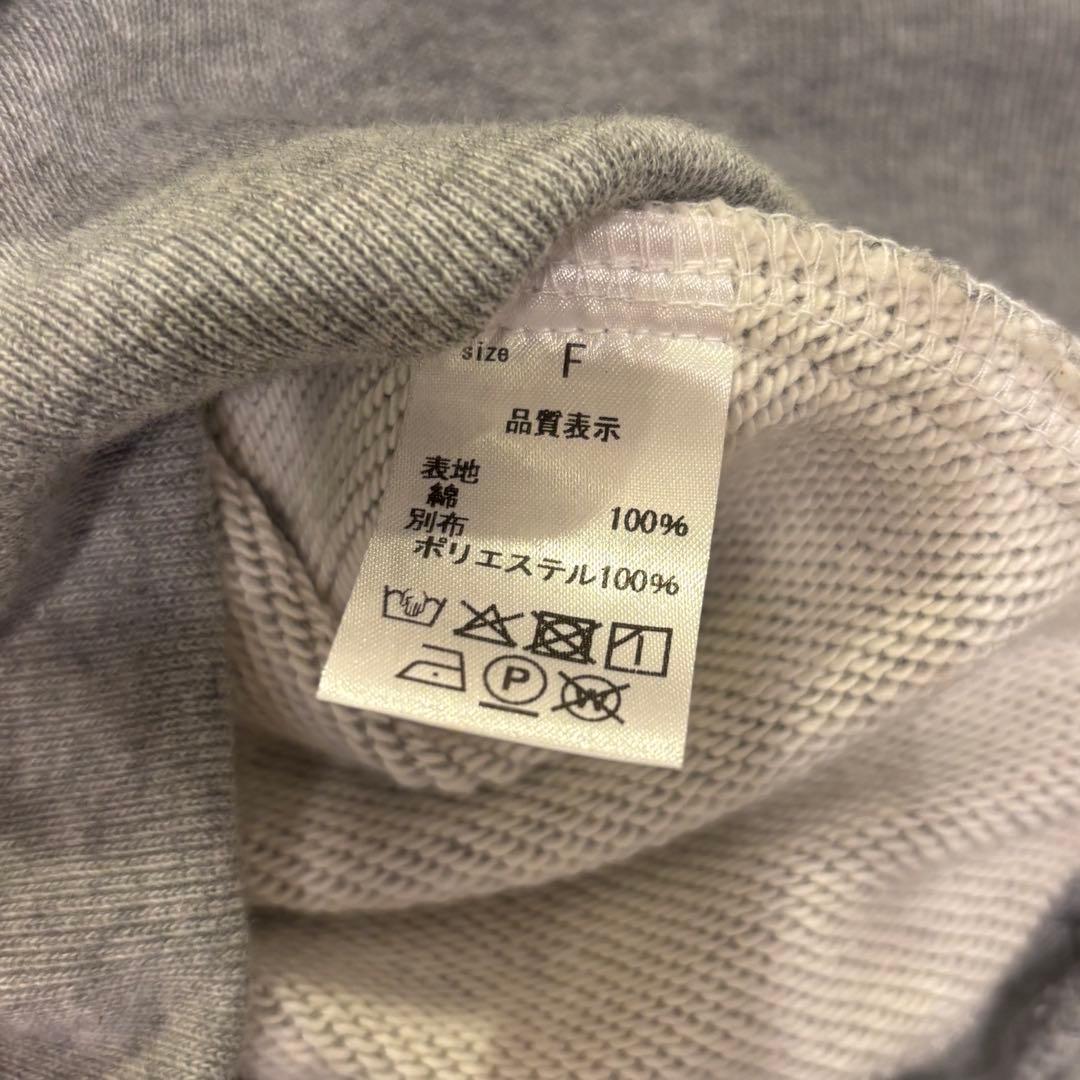 size F
品質表示
表地
綿 100%
別布
ポリエステル100%
P W